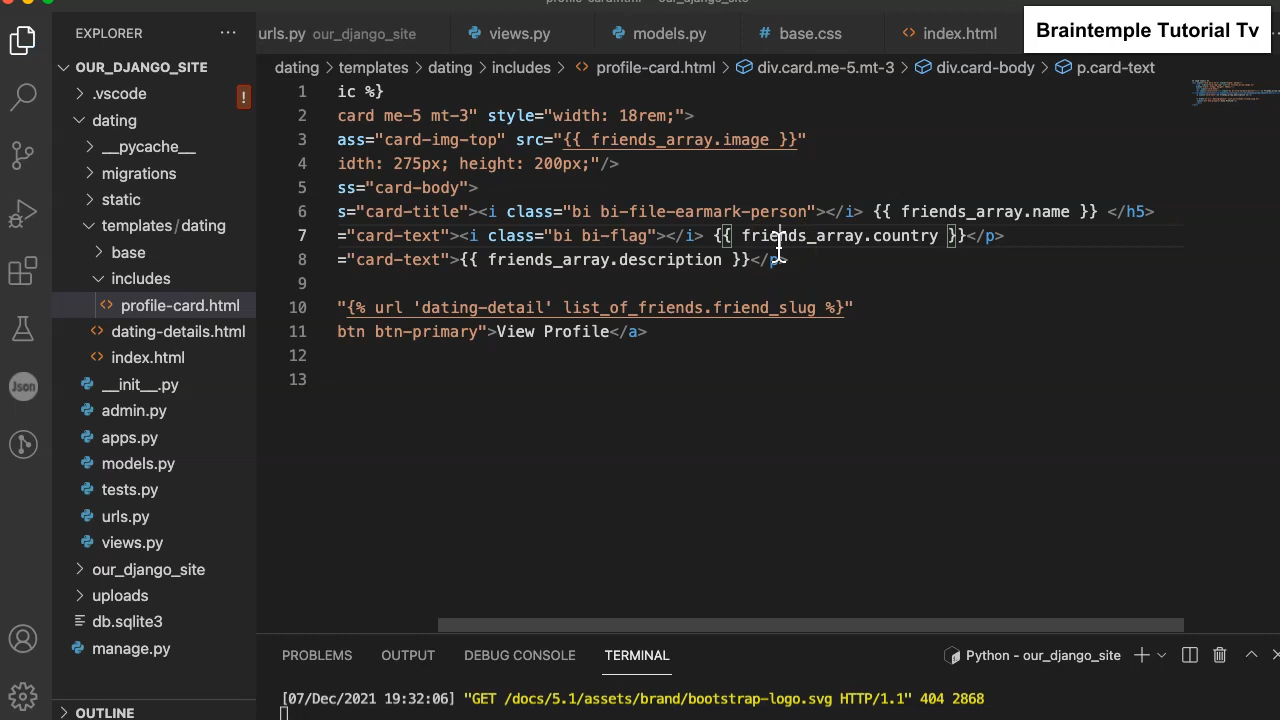 profile-card.html — our_django_site
Braintemple Tutorial Tv
EXPLORER
urls.py our_django_site
views.py
models.py
base.css
index.html
OUR_DJANGO_SITE
dating > templates > dating > includes > profile-card.html > div.card.me-5.mt-3 > div.card-body > p.card-text
.vscode
dating
__pycache__
migrations
static
templates/dating
base
includes
profile-card.html
dating-details.html
index.html
__init__.py
admin.py
apps.py
models.py
tests.py
urls.py
views.py
our_django_site
uploads
db.sqlite3
manage.py
OUTLINE
1 ic %}
2 card me-5 mt-3" style="width: 18rem;">
3 ass="card-img-top" src="{{ friends_array.image }}"
4 idth: 275px; height: 200px;"/>
5 ss="card-body">
6 s="card-title"><i class="bi bi-file-earmark-person"></i> {{ friends_array.name }} </h5>
7 ="card-text"><i class="bi bi-flag"></i> {{ friends_array.country }}</p>
8 ="card-text">{{ friends_array.description }}</p>
9
10 "{% url 'dating-detail' list_of_friends.friend_slug %}"
11 btn btn-primary">View Profile</a>
12
13
PROBLEMS OUTPUT DEBUG CONSOLE TERMINAL Python - our_django_site
[07/Dec/2021 19:32:06] "GET /docs/5.1/assets/brand/bootstrap-logo.svg HTTP/1.1" 404 2868
Json